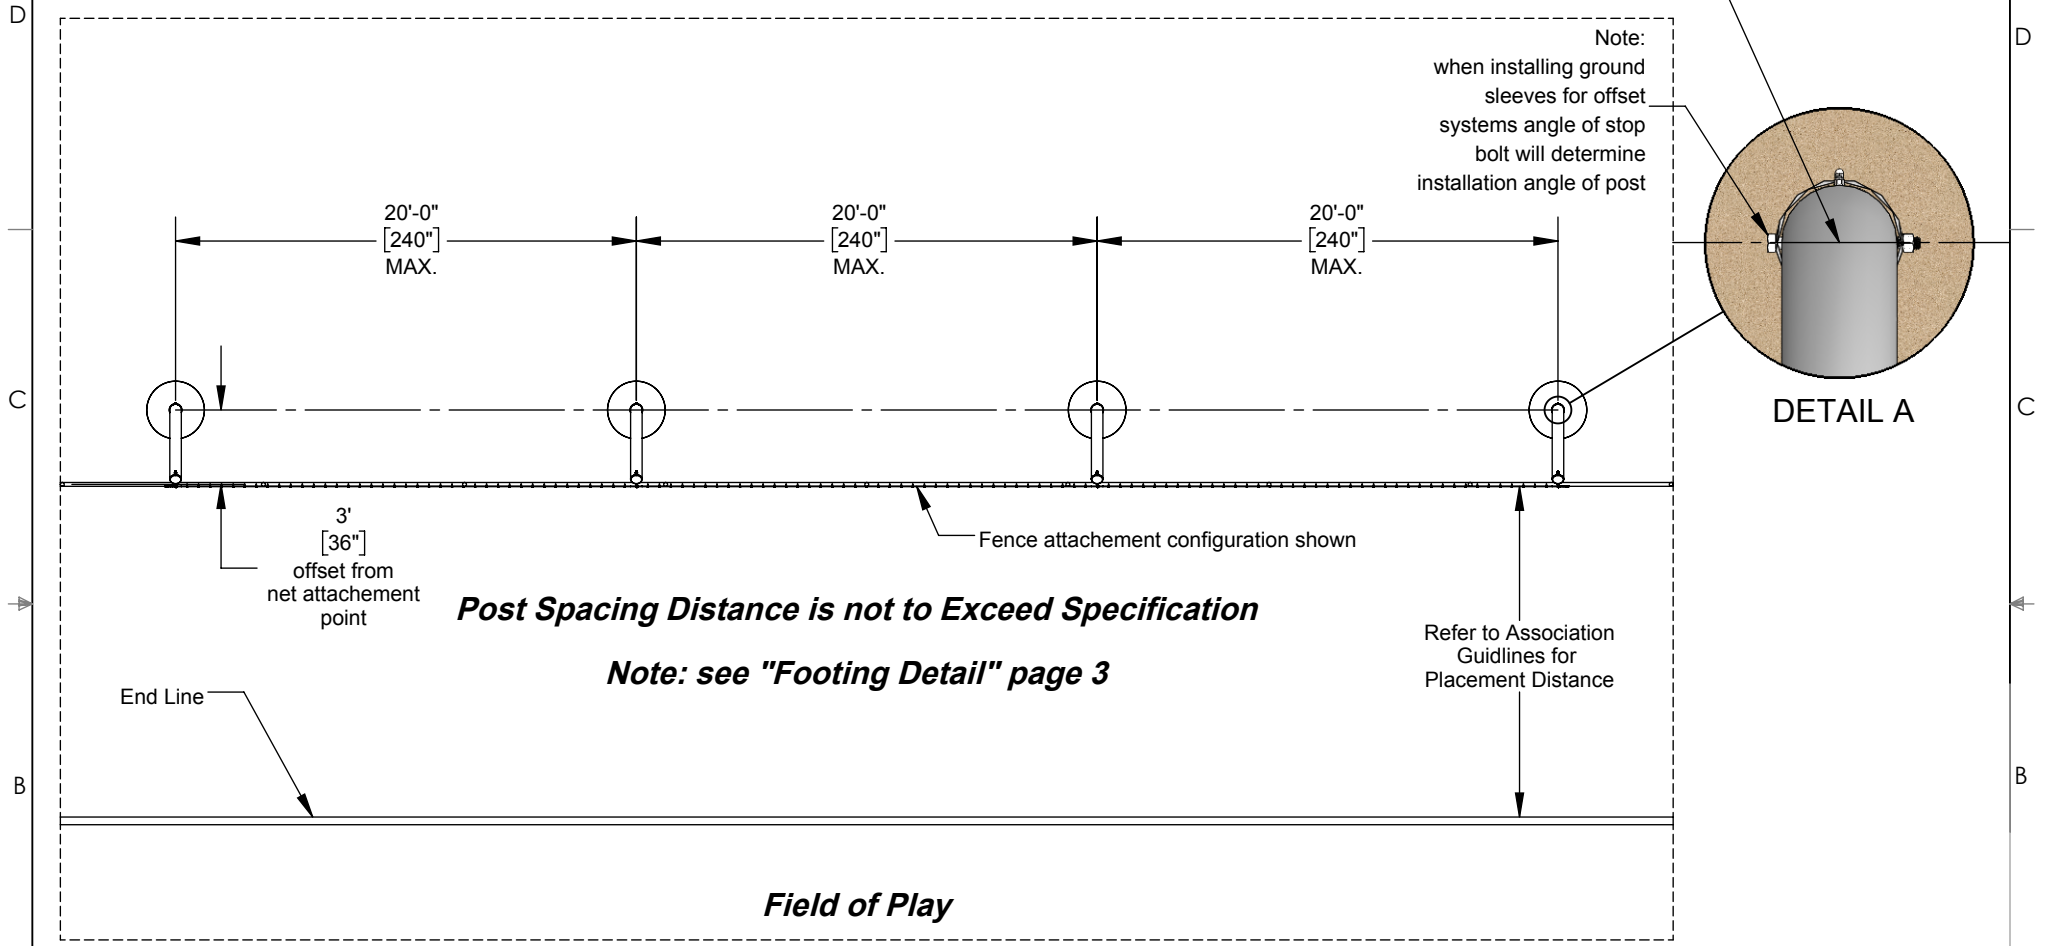 D
D
Note:
when installing ground
sleeves for offset
systems angle of stop
bolt will determine
installation angle of post
20'-0"
[240"]
MAX.
20'-0"
[240"]
MAX.
20'-0"
[240"]
MAX.
C
C
DETAIL A
3'
[36"]
offset from
net attachement
point
Fence attachement configuration shown
Post Spacing Distance is not to Exceed Specification
Note: see "Footing Detail" page 3
Refer to Association
Guidlines for
Placement Distance
End Line
B
B
Field of Play